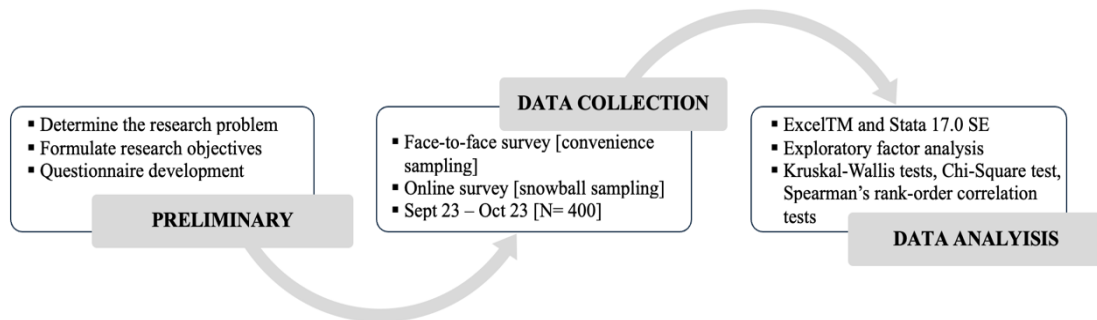 ▪ Determine the research problem
▪ Formulate research objectives
▪ Questionnaire development
PRELIMINARY
DATA COLLECTION
▪ Face-to-face survey [convenience
sampling]
▪ Online survey [snowball sampling]
▪ Sept 23 – Oct 23 [N= 400]
▪ ExcelTM and Stata 17.0 SE
▪ Exploratory factor analysis
▪ Kruskal-Wallis tests, Chi-Square test,
Spearman’s rank-order correlation
tests
DATA ANALYISIS